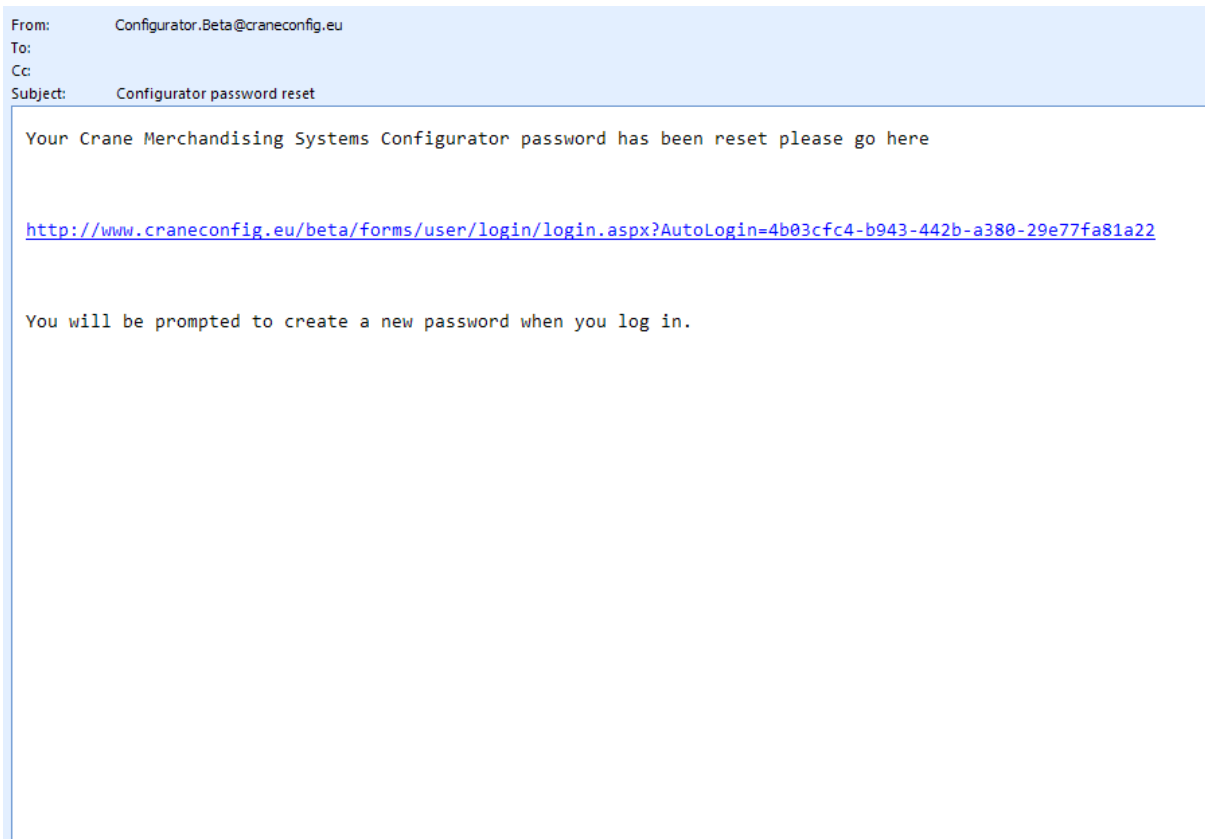 From: Configurator.Beta@craneconfig.eu
To:
Cc:
Subject: Configurator password reset
Your Crane Merchandising Systems Configurator password has been reset please go here
http://www.craneconfig.eu/beta/forms/user/login/login.aspx?AutoLogin=4b03cfc4-b943-442b-a380-29e77fa81a22
You will be prompted to create a new password when you log in.